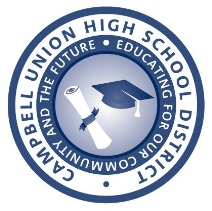 CAMPBELL UNION HIGH SCHOOL DISTRICT
EDUCATING FOR OUR COMMUNITY AND THE FUTURE